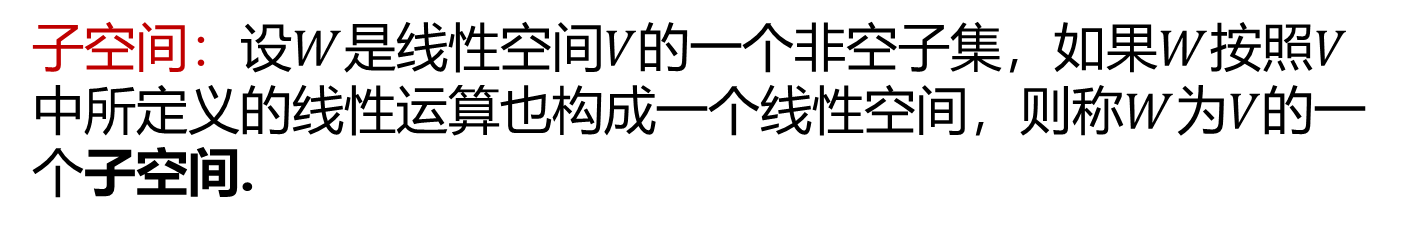 子空间：设W是线性空间V的一个非空子集，如果W按照V
中所定义的线性运算也构成一个线性空间，则称W为V的一
个子空间.